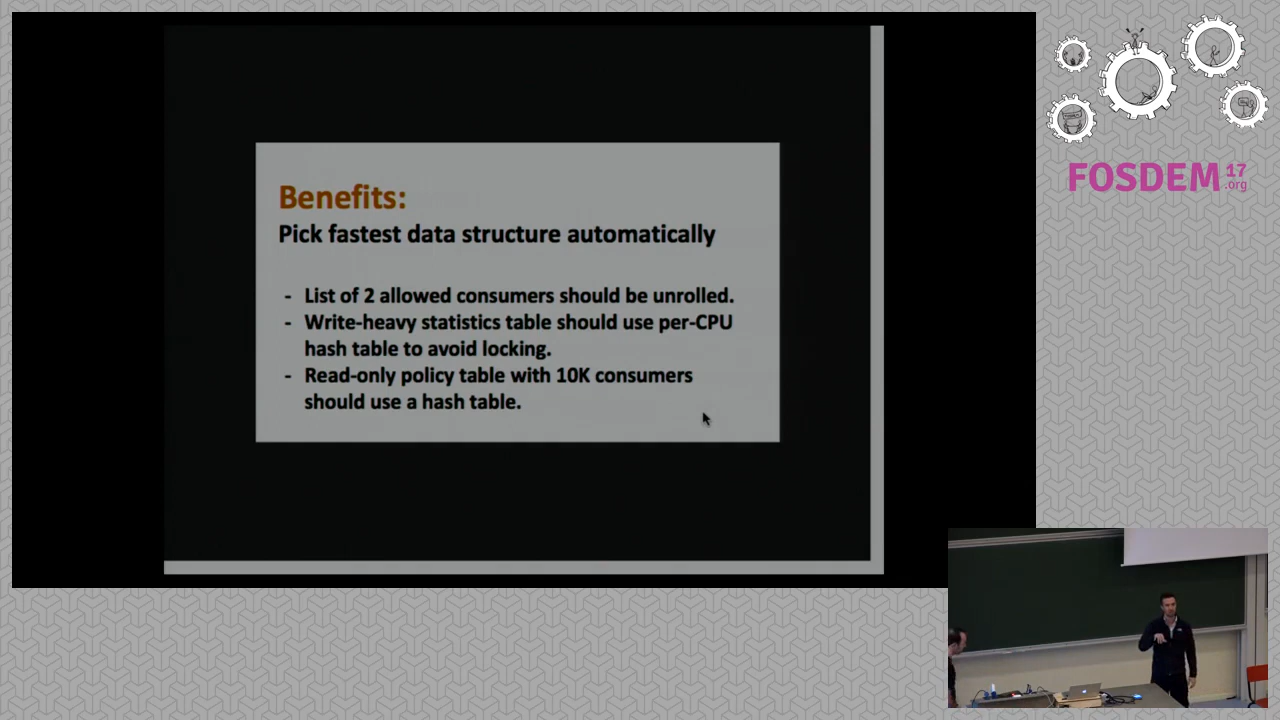 Benefits:
Pick fastest data structure automatically
- List of 2 allowed consumers should be unrolled.
- Write-heavy statistics table should use per-CPU
hash table to avoid locking.
- Read-only policy table with 10K consumers
should use a hash table.
FOSDEM 17
.org